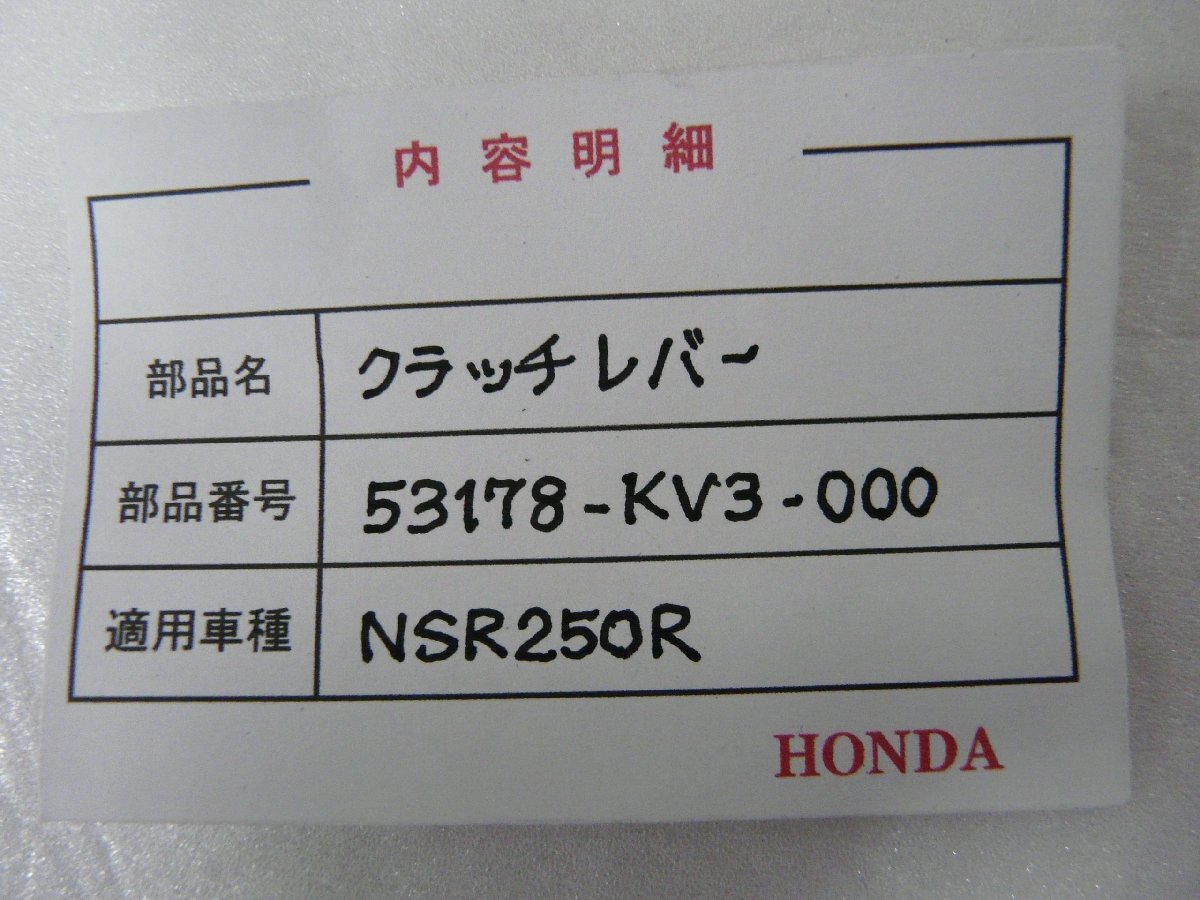 内容明細
部品名 クラッチレバー
部品番号 53178-KV3-000
適用車種 NSR250R
HONDA